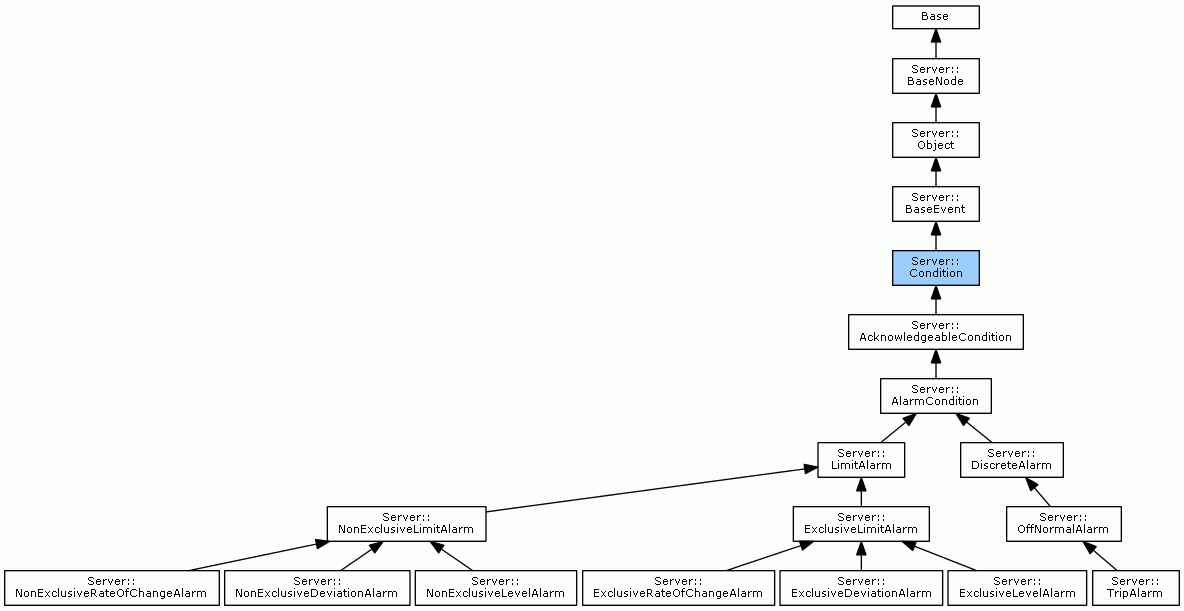 Base
Server::
BaseNode
Server::
Object
Server::
BaseEvent
Server::
Condition
Server::
AcknowledgeableCondition
Server::
AlarmCondition
Server::
LimitAlarm
Server::
DiscreteAlarm
Server::
NonExclusiveLimitAlarm
Server::
ExclusiveLimitAlarm
Server::
OffNormalAlarm
Server::
NonExclusiveRateOfChangeAlarm
Server::
NonExclusiveDeviationAlarm
Server::
NonExclusiveLevelAlarm
Server::
ExclusiveRateOfChangeAlarm
Server::
ExclusiveDeviationAlarm
Server::
ExclusiveLevelAlarm
Server::
TripAlarm